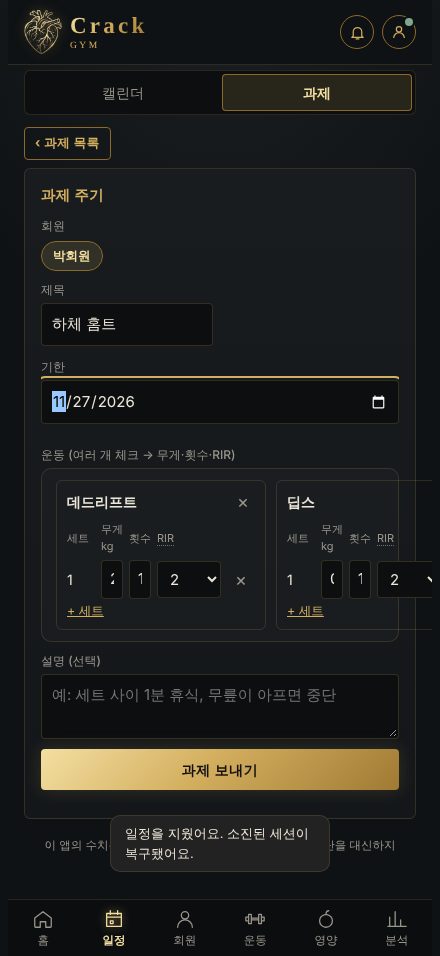 Crack
GYM
캘린더
과제
‹ 과제 목록
과제 주기
회원
박회원
제목
하체 홈트
기한
11/27/2026
운동 (여러 개 체크 → 무게·횟수·RIR)
데드리프트 ×
세트 무게 kg 횟수 RIR
1 2 ×
+ 세트
딥스
세트 무게 kg 횟수 RIR
1 2
+ 세트
설명 (선택)
예: 세트 사이 1분 휴식, 무릎이 아프면 중단
과제 보내기
이 앱의 수치
대신하지
일정을 지웠어요. 소진된 세션이
복구됐어요.
홈
일정
회원
운동
영양
분석